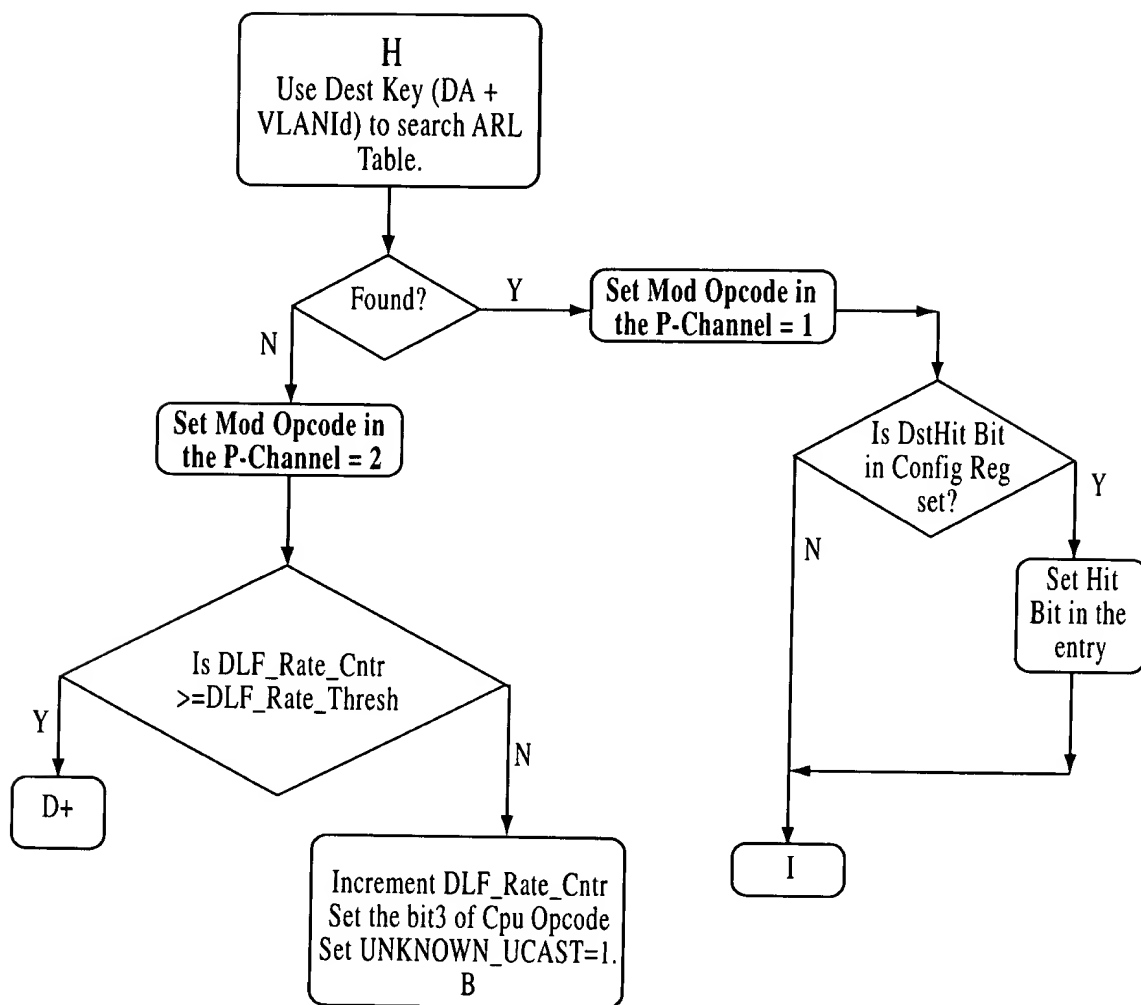 H
Use Dest Key (DA +
VLANId) to search ARL
Table.
Found?
Y
Set Mod Opcode in
the P-Channel = 1
N
Set Mod Opcode in
the P-Channel = 2
Is DstHit Bit
in Config Reg
set?
Y
N
Set Hit
Bit in the
entry
Is DLF_Rate_Cntr
>=DLF_Rate_Thresh
Y
N
D+
I
Increment DLF_Rate_Cntr
Set the bit3 of Cpu Opcode
Set UNKNOWN_UCAST=1.
B